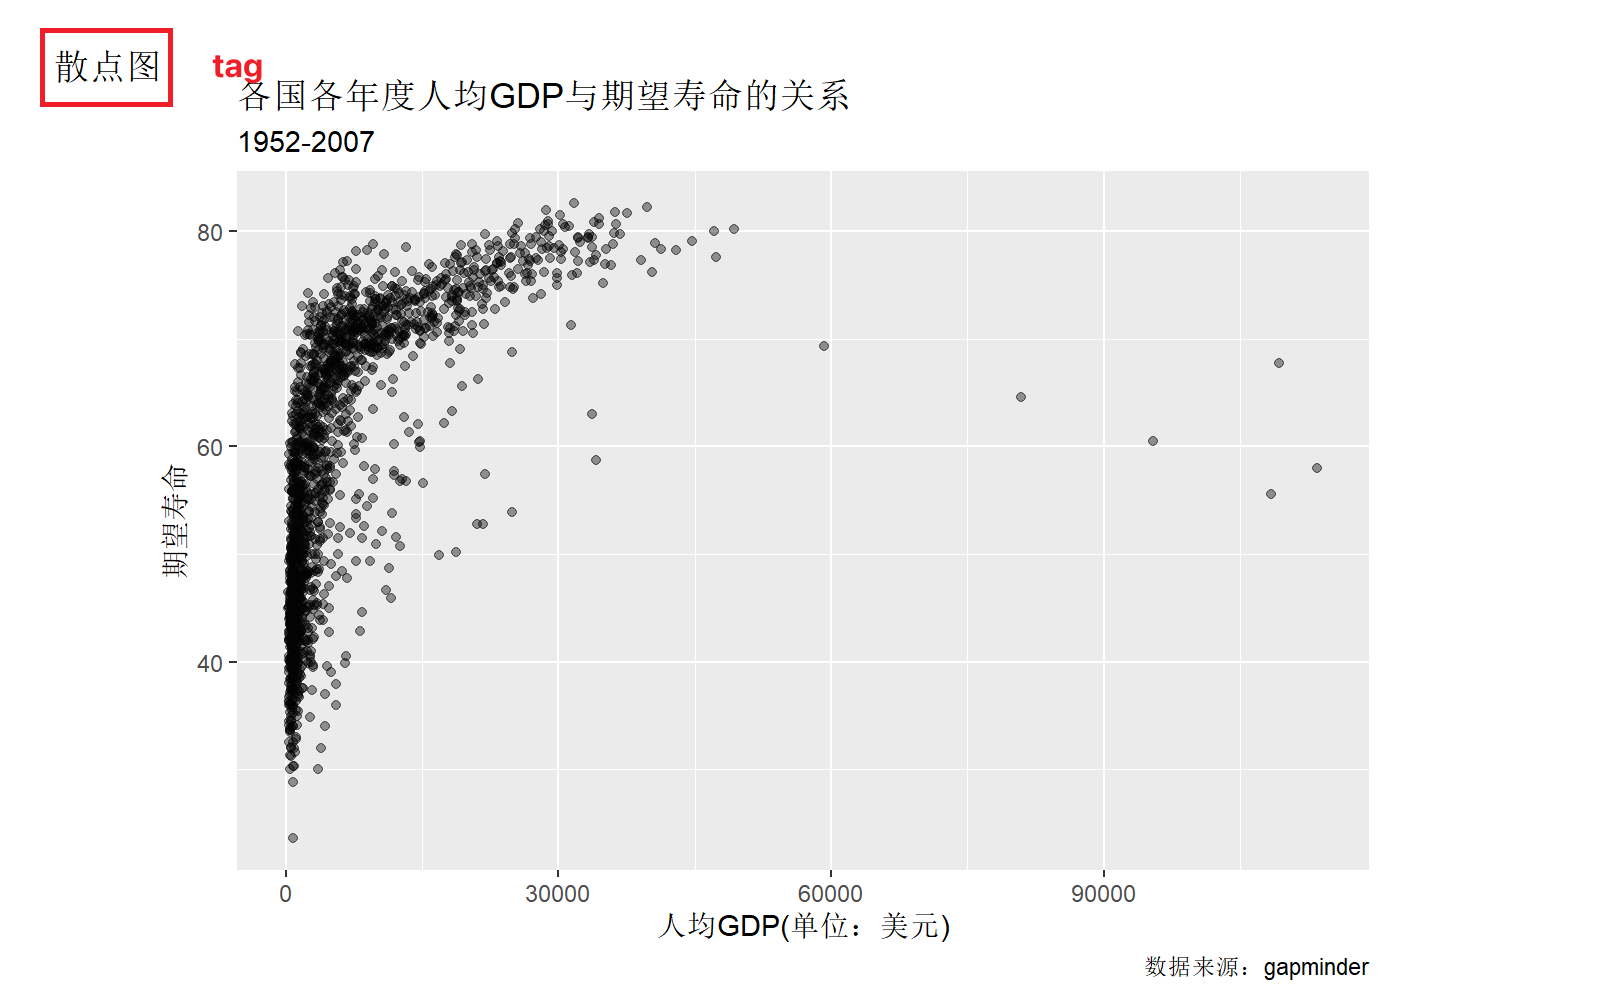 散点图
tag
各国各年度人均GDP与期望寿命的关系
1952-2007
80
60
40
期望寿命
0
30000
60000
90000
人均GDP(单位：美元)
数据来源：gapminder